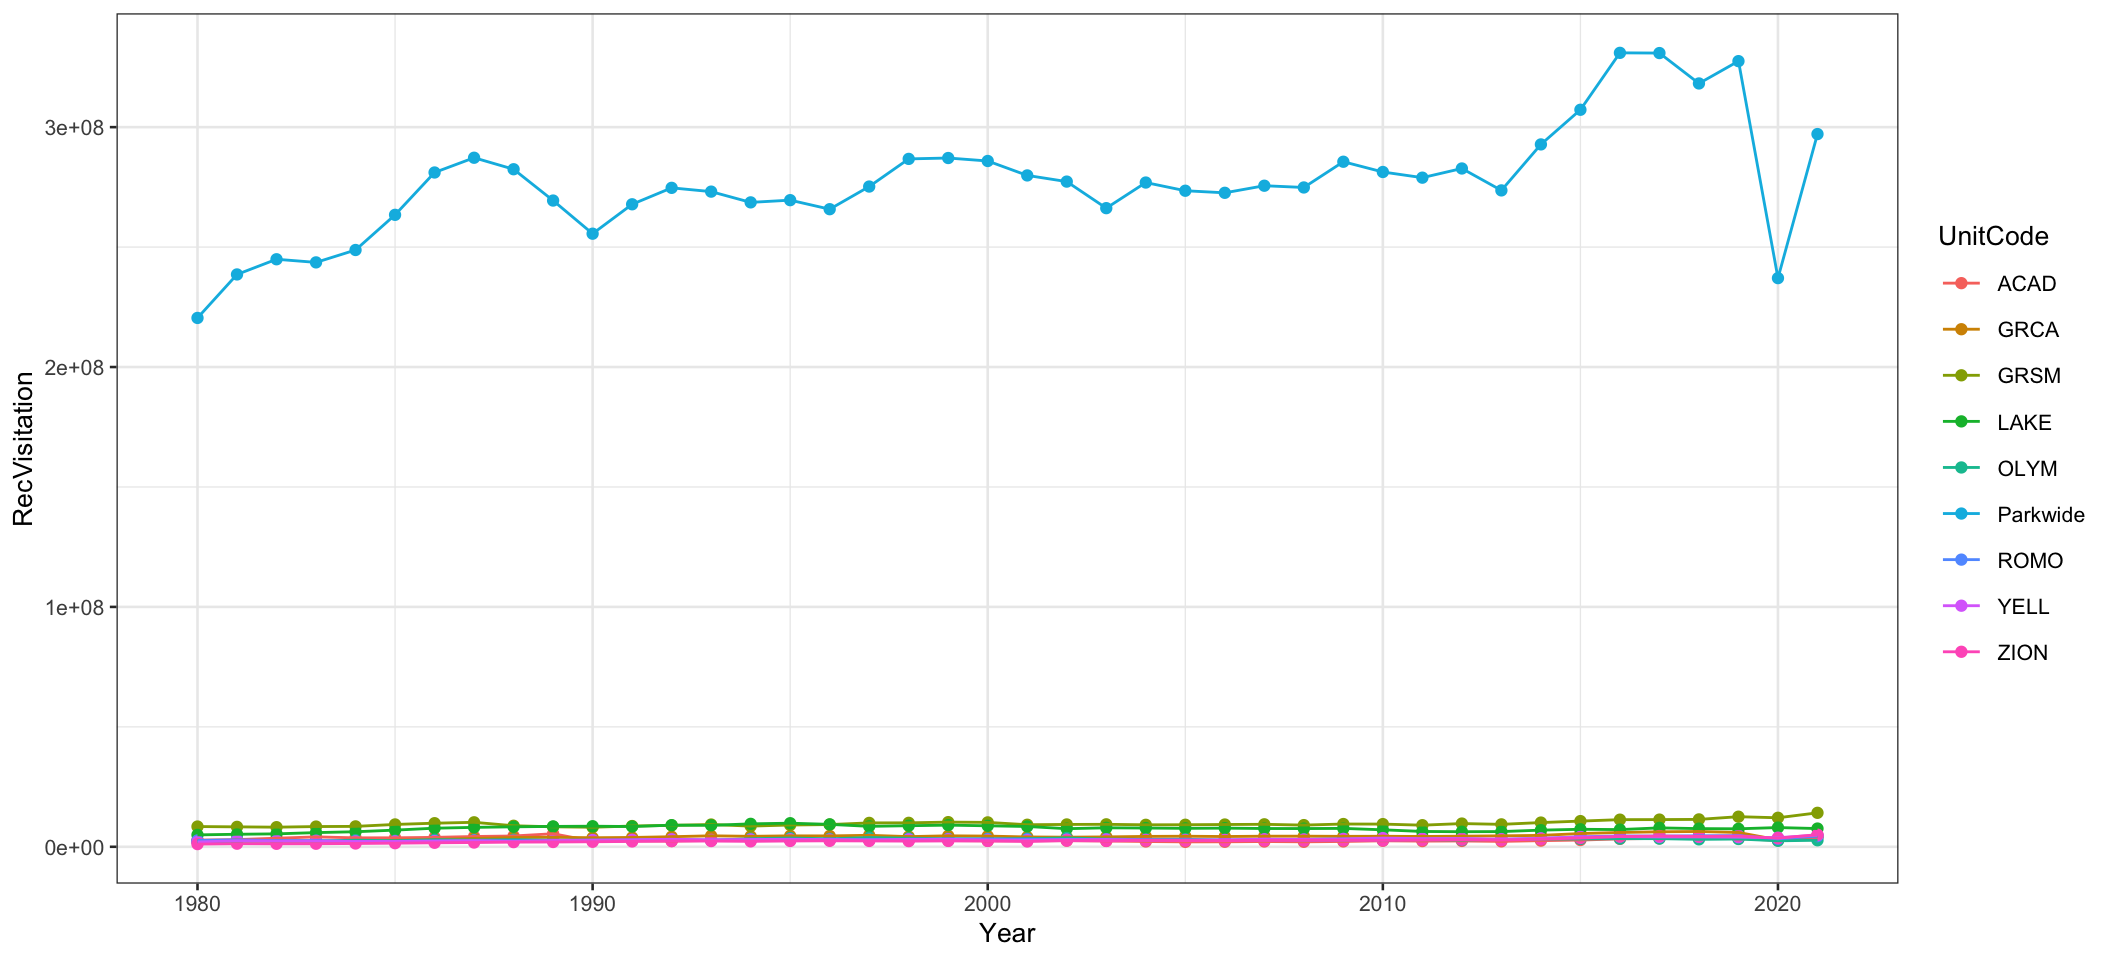 3e+08
2e+08
1e+08
0e+00
RecVisitation
1980
1990
2000
2010
2020
Year
UnitCode
ACAD
GRCA
GRSM
LAKE
OLYM
Parkwide
ROMO
YELL
ZION